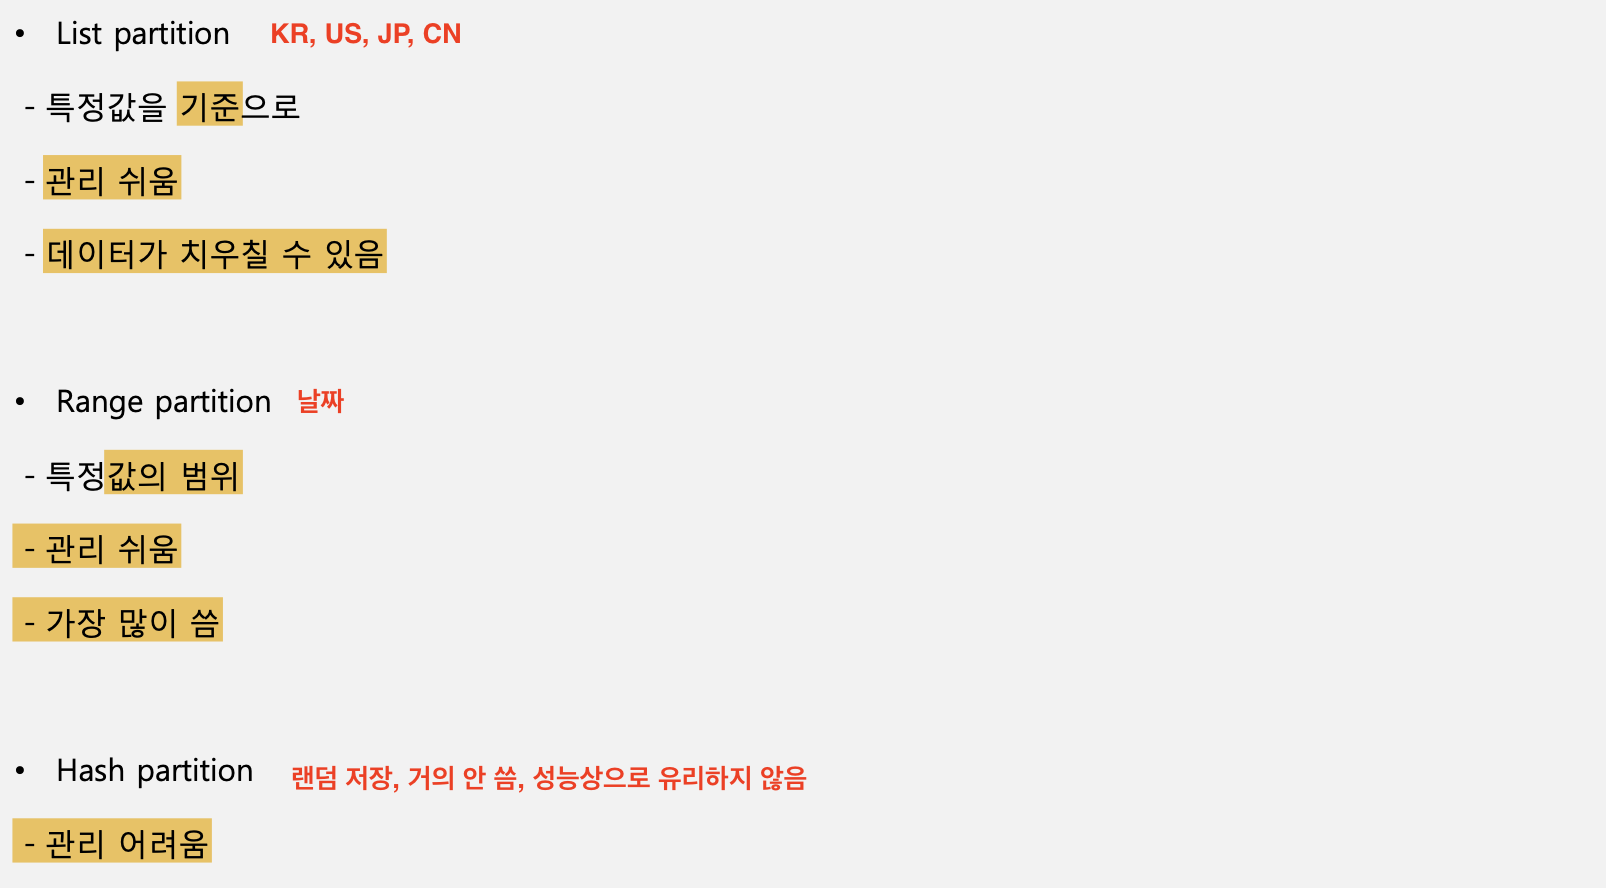 • List partition KR, US, JP, CN
- 특정값을 기준으로
- 관리 쉬움
- 데이터가 치우칠 수 있음
• Range partition 날짜
- 특정값의 범위
- 관리 쉬움
- 가장 많이 씀
• Hash partition 랜덤 저장, 거의 안 씀, 성능상으로 유리하지 않음
- 관리 어려움